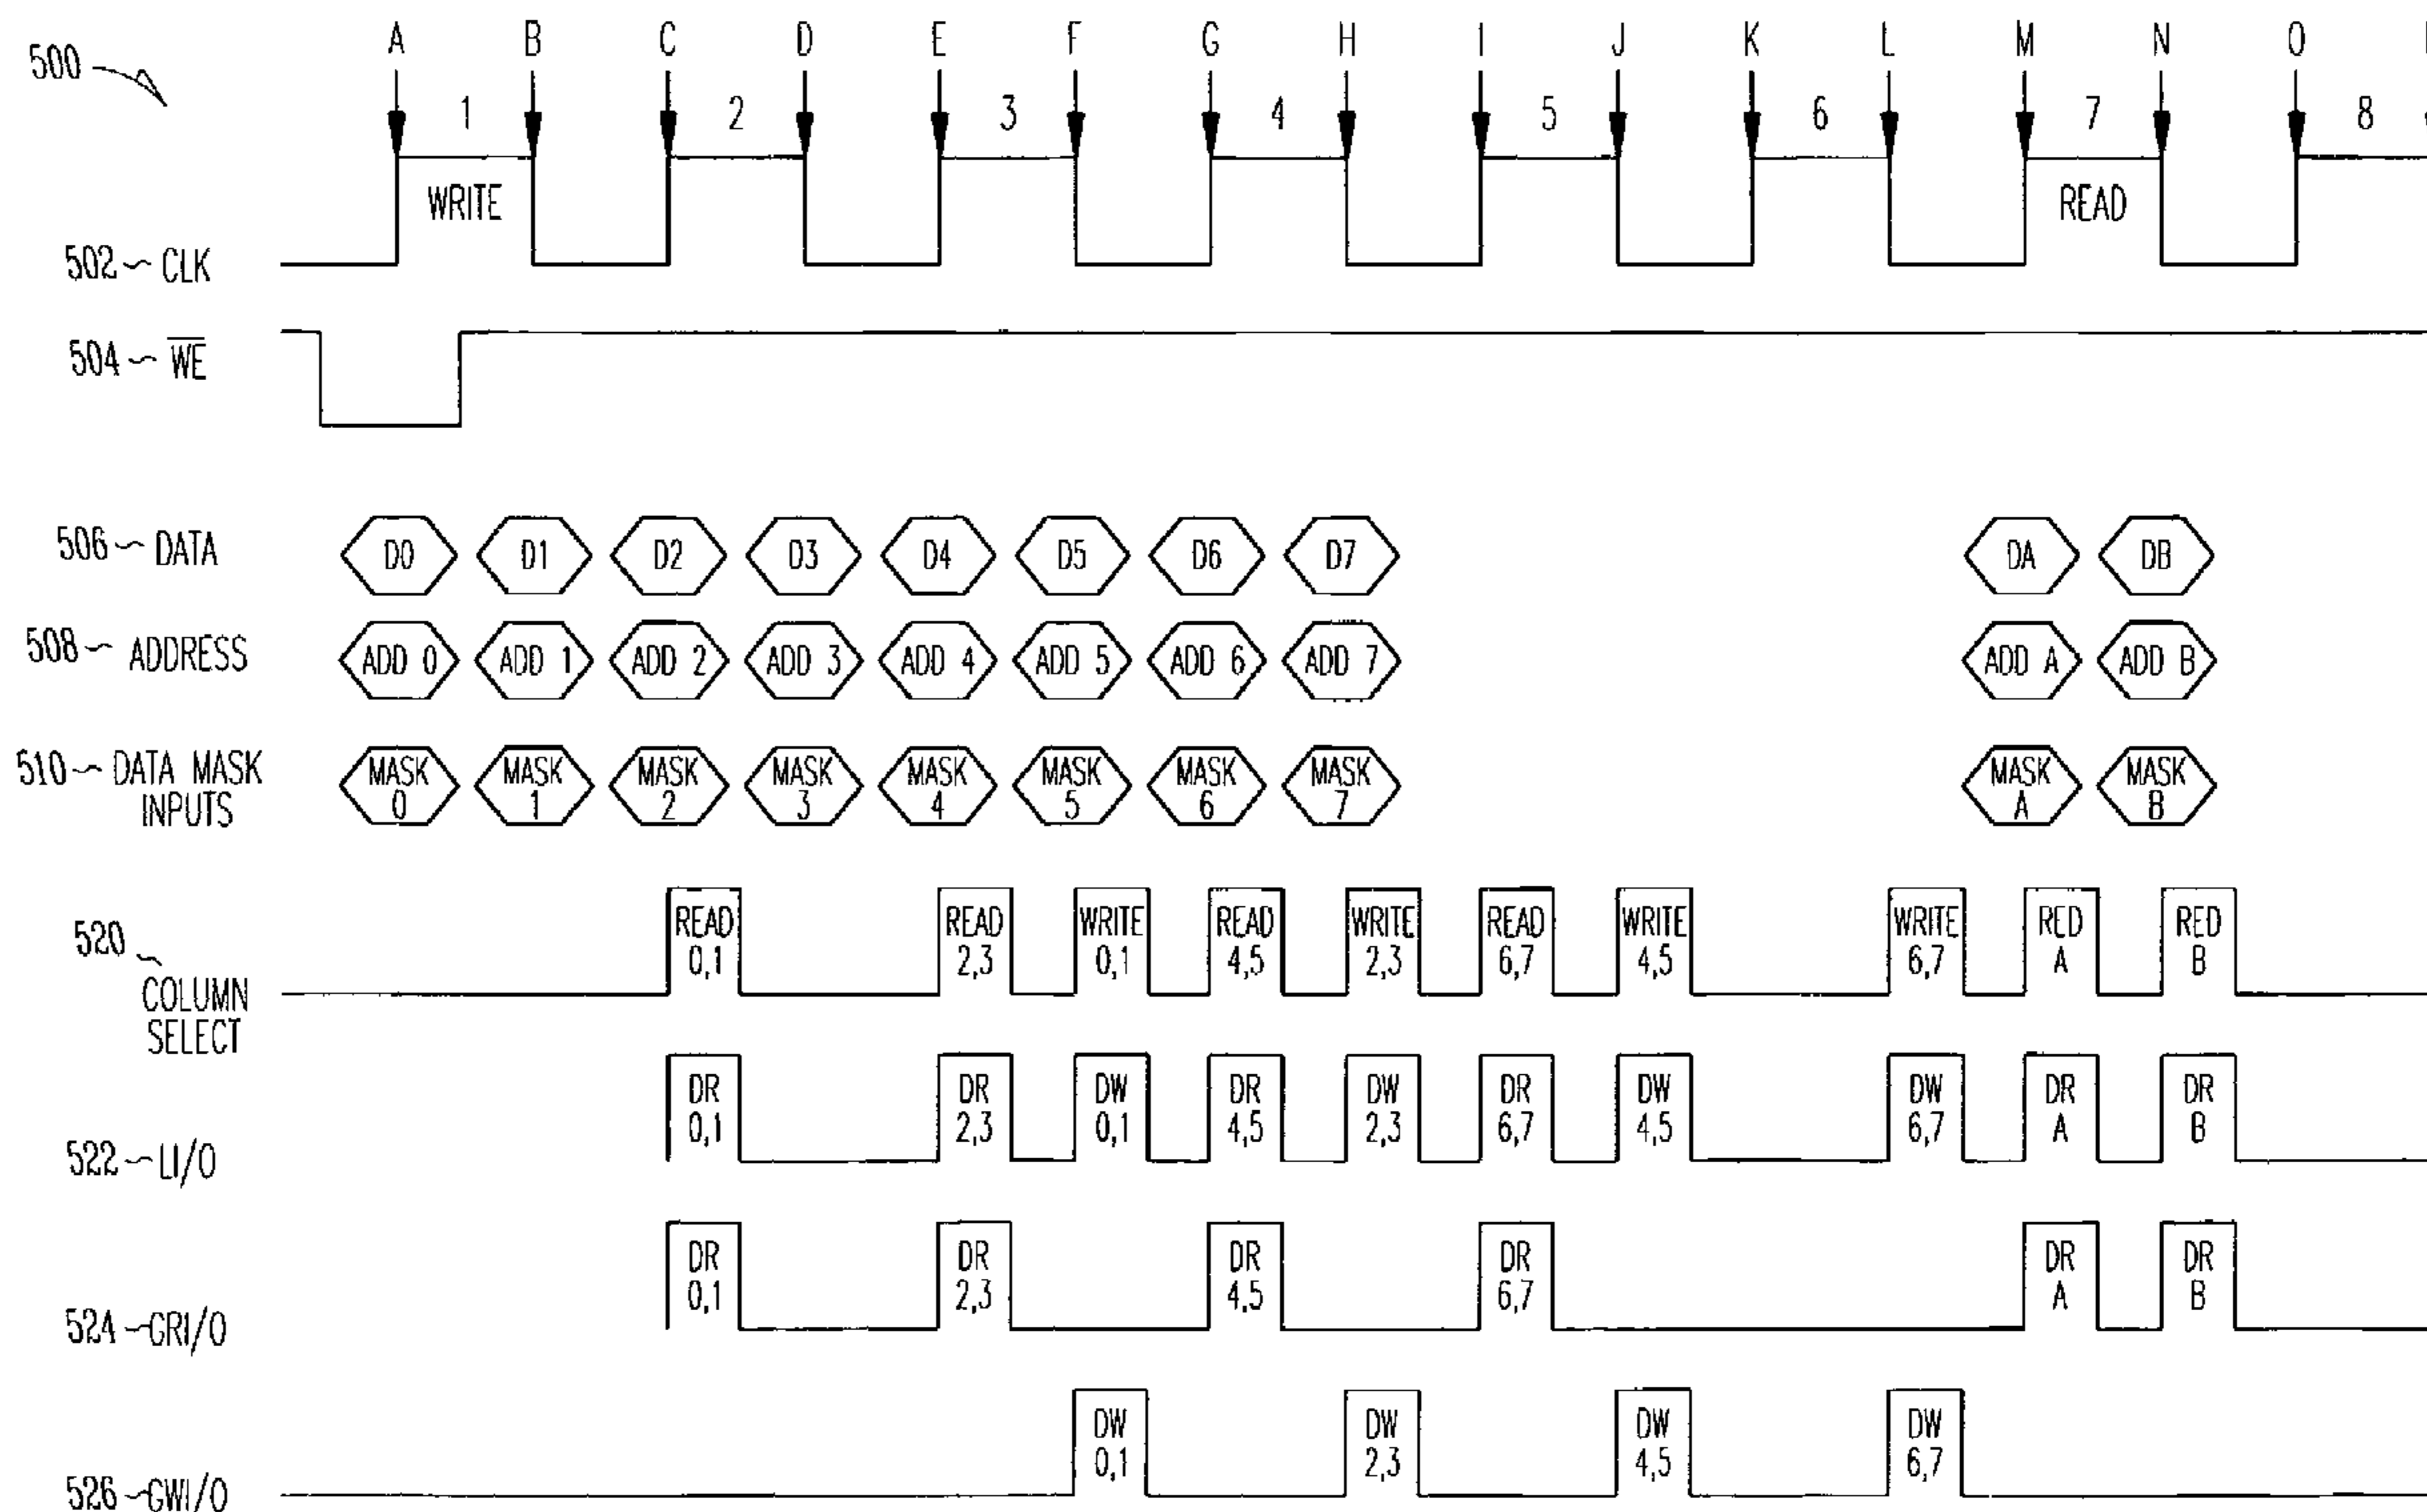 A B C D E F G H I J K L M N O
500
1 2 3 4 5 6 7 8
WRITE READ
502 ~ CLK
504 ~ WE
506 ~ DATA D0 D1 D2 D3 D4 D5 D6 D7 DA DB
508 ~ ADDRESS ADD 0 ADD 1 ADD 2 ADD 3 ADD 4 ADD 5 ADD 6 ADD 7 ADD A ADD B
510 ~ DATA MASK INPUTS
MASK 0 MASK 1 MASK 2 MASK 3 MASK 4 MASK 5 MASK 6 MASK 7 MASK A MASK B
520 ~ COLUMN SELECT
READ 0,1 READ 2,3 WRITE 0,1 READ 4,5 WRITE 2,3 READ 6,7 WRITE 4,5 WRITE 6,7 RED A RED B
522 ~ LI/O
DR 0,1 DR 2,3 DW 0,1 DR 4,5 DW 2,3 DR 6,7 DW 4,5 DW 6,7 DR A DR B
524 ~ GRI/O
DR 0,1 DR 2,3 DR 4,5 DR 6,7 DR A DR B
526 ~ GWI/O
DW 0,1 DW 2,3 DW 4,5 DW 6,7